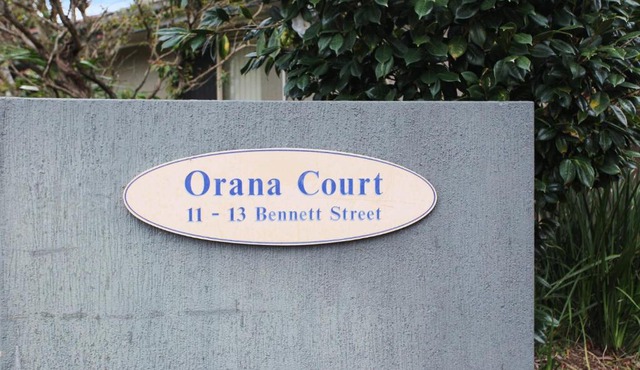 Orana Court
11 - 13 Bennett Street